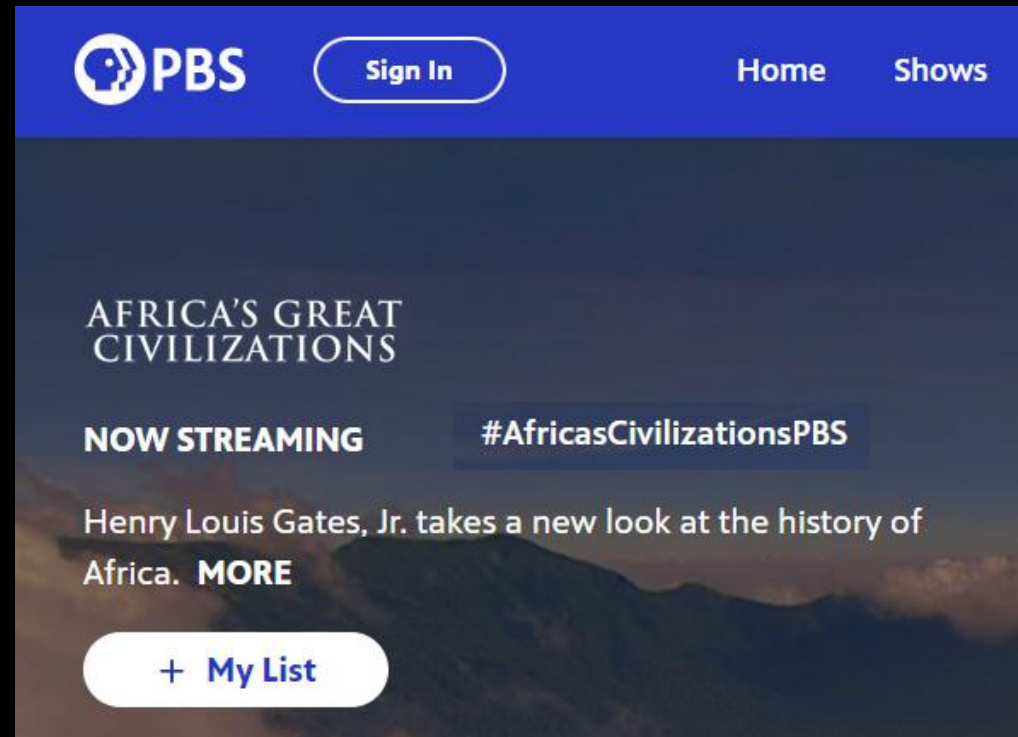 PBS Sign In Home Shows
AFRICA'S GREAT
CIVILIZATIONS
NOW STREAMING #AfricasCivilizationsPBS
Henry Louis Gates, Jr. takes a new look at the history of
Africa. MORE
+ My List